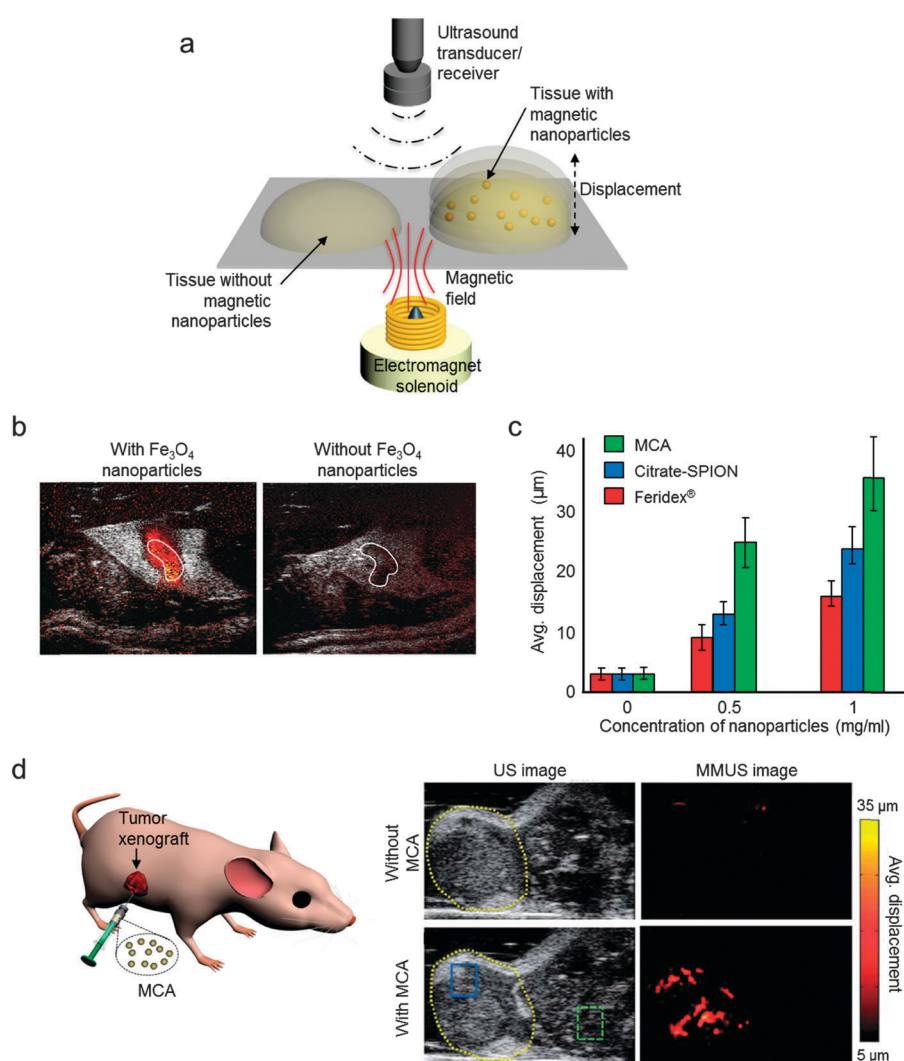 a
Ultrasound
transducer/
receiver
Tissue with
magnetic
nanoparticles
Displacement
Tissue without
magnetic
nanoparticles
Magnetic
field
Electromagnet
solenoid
b
With Fe₃O₄
nanoparticles
Without Fe₃O₄
nanoparticles
c
MCA
Citrate-SPION
Feridex®
Avg. displacement (µm)
40
30
20
10
0
0
0.5
1
Concentration of nanoparticles (mg/ml)
d
Tumor
xenograft
MCA
US image
MMUS image
Without
MCA
With MCA
35 µm
Avg. displacement
5 µm